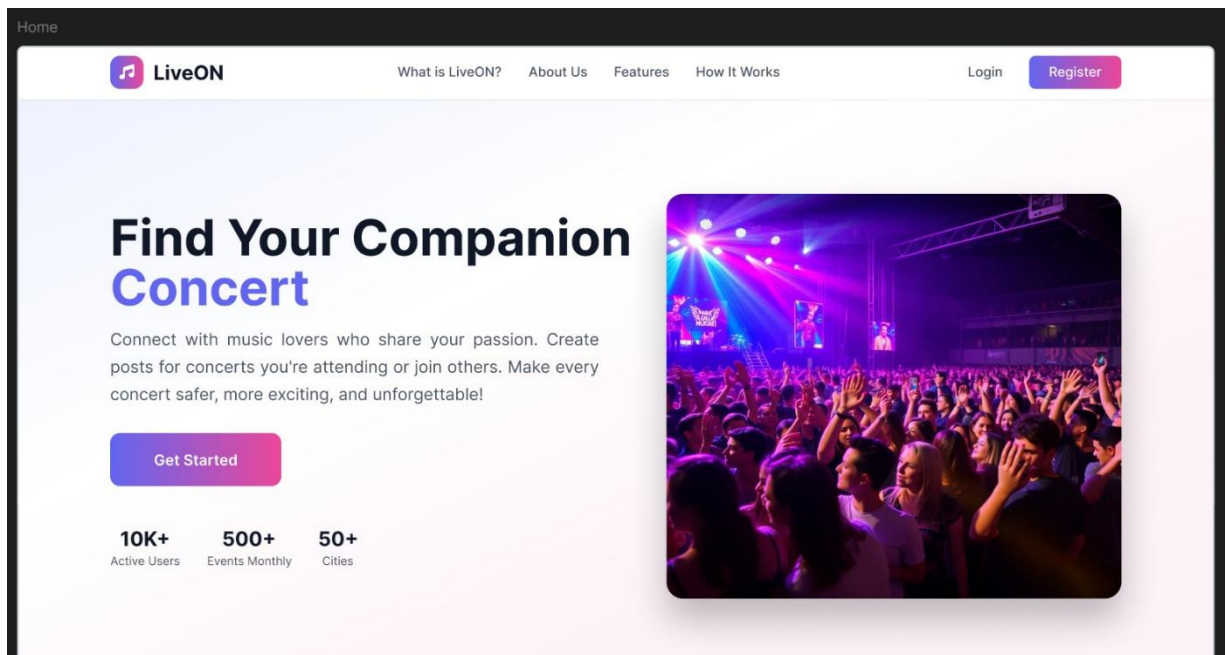 Home
LiveON
What is LiveON?
About Us
Features
How It Works
Login
Register
Find Your Companion
Concert
Connect with music lovers who share your passion. Create
posts for concerts you're attending or join others. Make every
concert safer, more exciting, and unforgettable!
Get Started
10K+
500+
50+
Active Users
Events Monthly
Cities